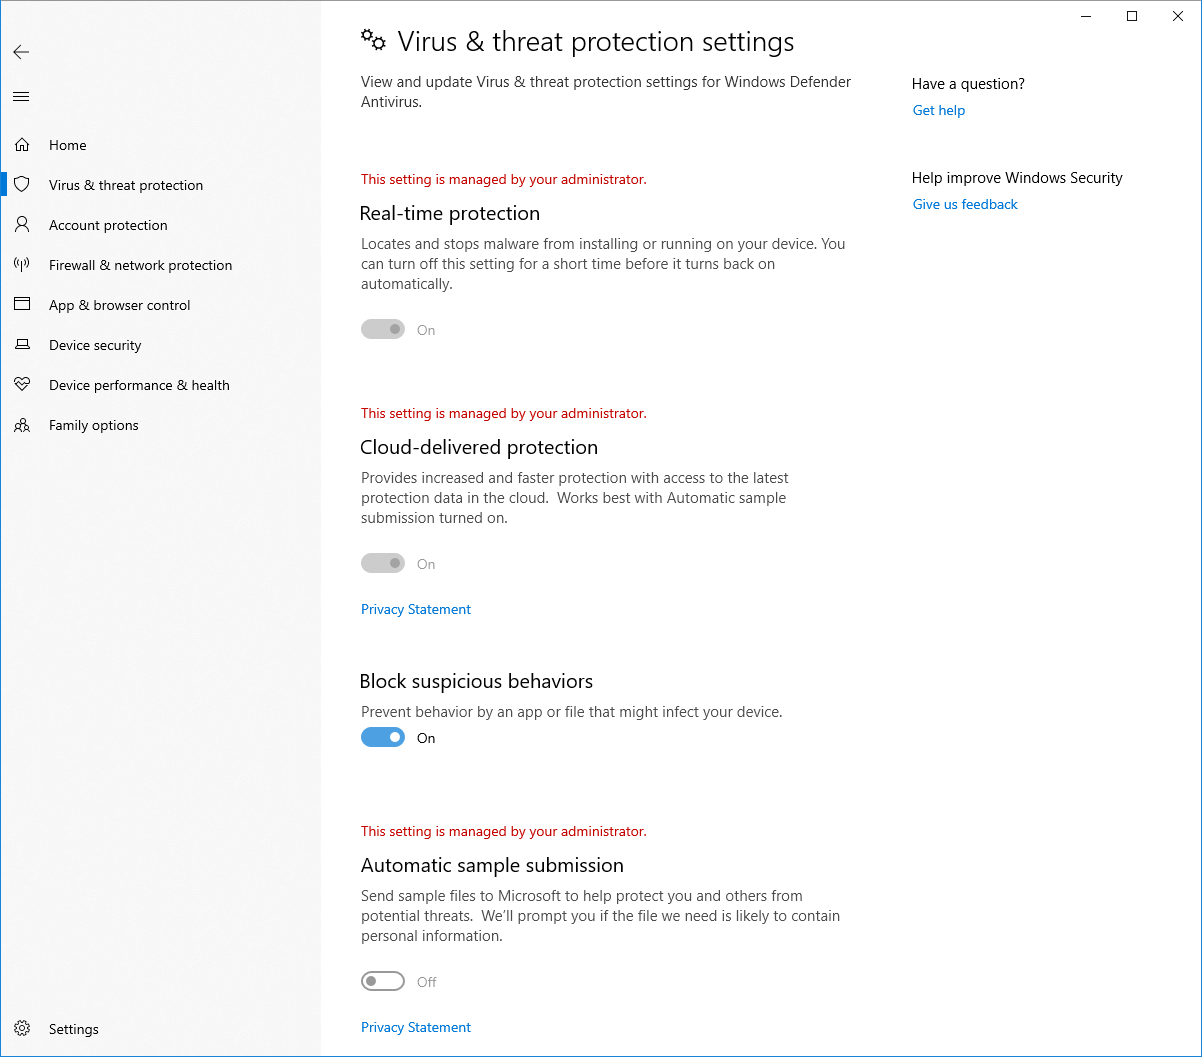 Home
Virus & threat protection
Account protection
Firewall & network protection
App & browser control
Device security
Device performance & health
Family options
Settings
Virus & threat protection settings
View and update Virus & threat protection settings for Windows Defender
Antivirus.
This setting is managed by your administrator.
Real-time protection
Locates and stops malware from installing or running on your device. You
can turn off this setting for a short time before it turns back on
automatically.
On
This setting is managed by your administrator.
Cloud-delivered protection
Provides increased and faster protection with access to the latest
protection data in the cloud.  Works best with Automatic sample
submission turned on.
On
Privacy Statement
Block suspicious behaviors
Prevent behavior by an app or file that might infect your device.
On
This setting is managed by your administrator.
Automatic sample submission
Send sample files to Microsoft to help protect you and others from
potential threats.  We'll prompt you if the file we need is likely to contain
personal information.
Off
Privacy Statement
Have a question?
Get help
Help improve Windows Security
Give us feedback